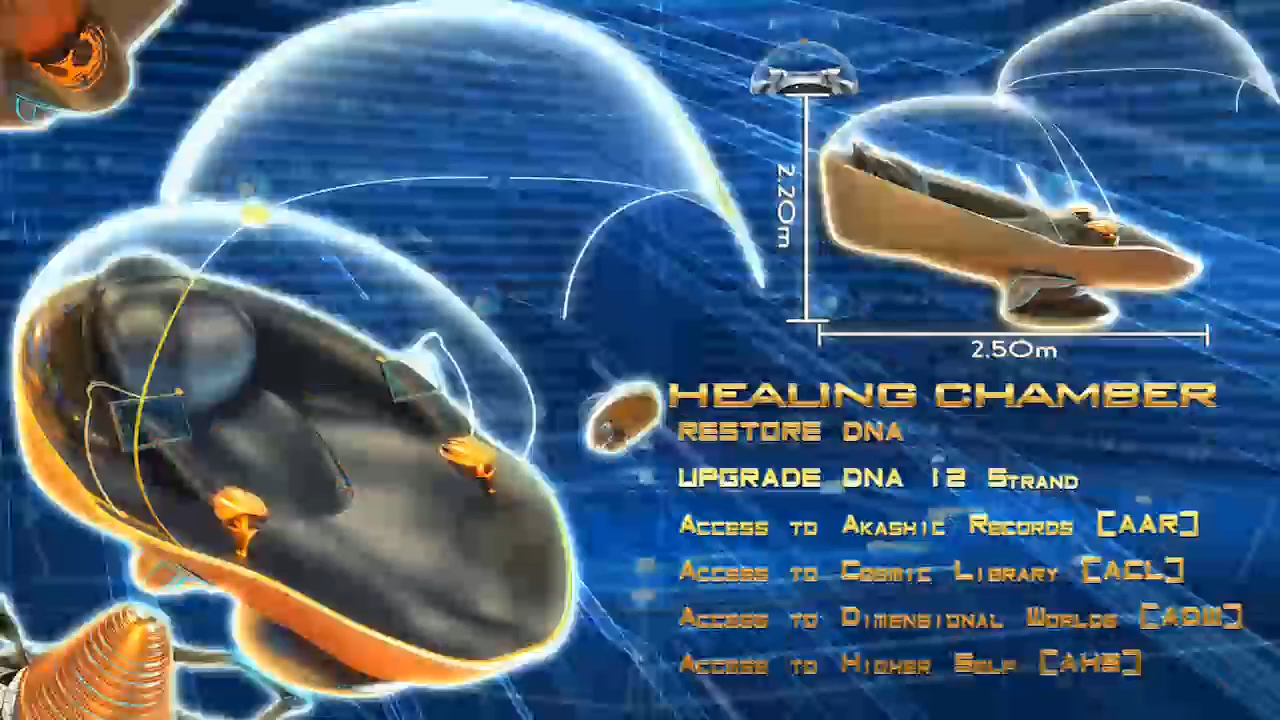 2.20m
2.50m
HEALING CHAMBER
RESTORE DNA
UPGRADE DNA 12 STRAND
ACCESS TO AKASHIC RECORDS [AAR]
ACCESS TO COSMIC LIBRARY [ACL]
ACCESS TO DIMENSIONAL WORLDS [ADW]
ACCESS TO HIGHER SELF [AHS]